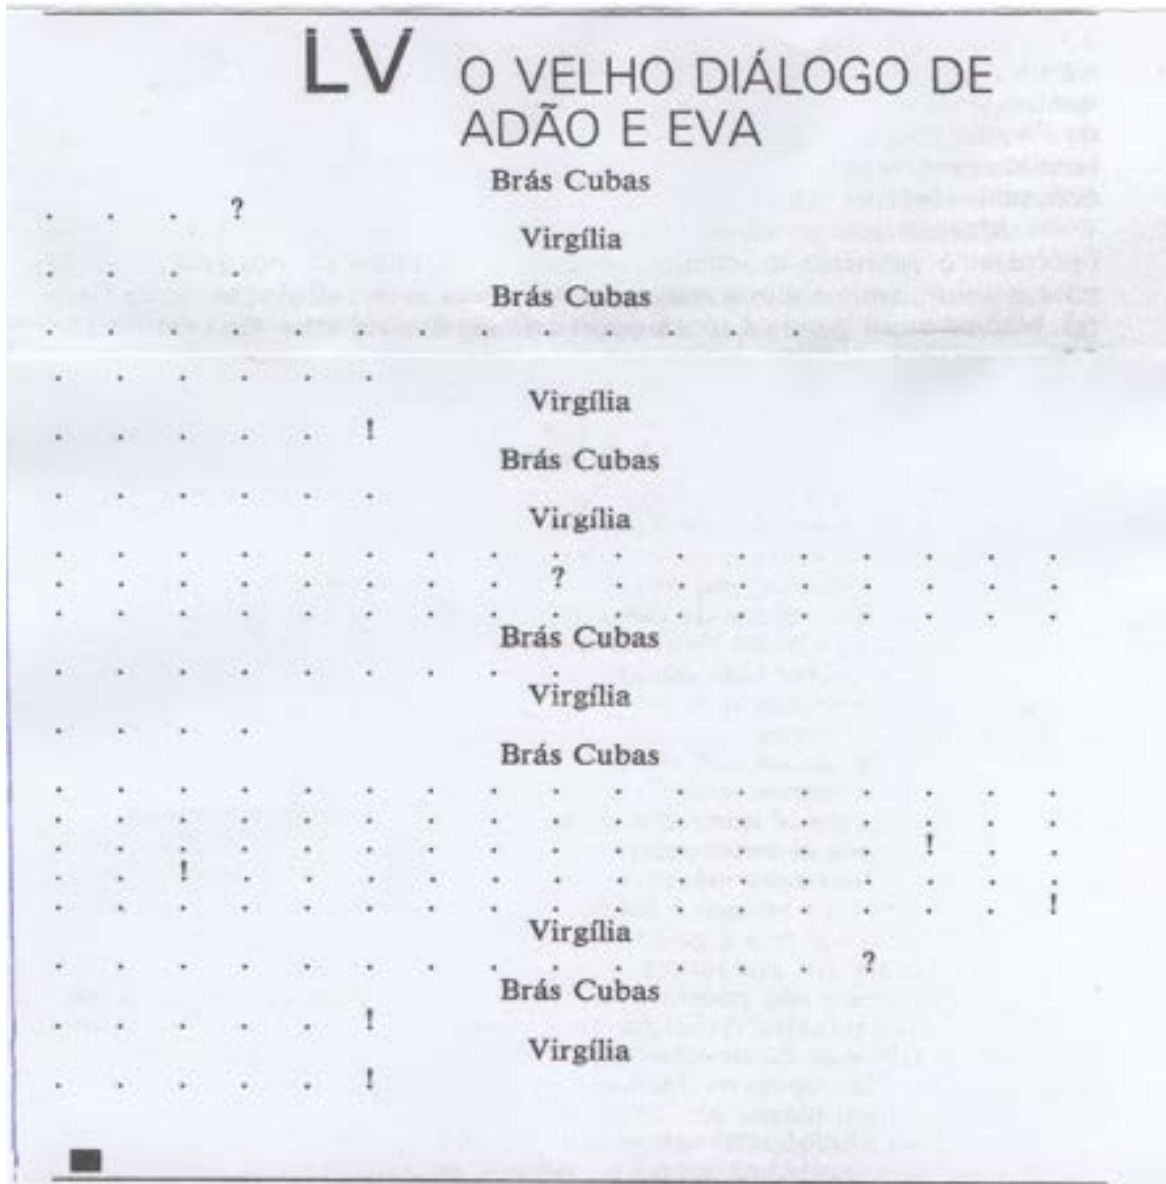 LV O VELHO DIÁLOGO DE
ADÃO E EVA
Brás Cubas
. . . ?
Virgília
. . . .
Brás Cubas
. . . . . . . . . .
. . . . . .
Virgília
. . . . . !
Brás Cubas
. . . . . .
Virgília
. . . . . . . . . . . . . . . . .
. . . . . . . . ? . . . . . . . .
. . . . . . . . . . . . . . . . .
Brás Cubas
. . . . . . . . .
Virgília
. . . .
Brás Cubas
. . . . . . . . . . . . . . . . .
. . . . . . . . . . . . . . . . .
. . . . . . . . . . . . . . ! . .
. . ! . . . . . . . . . . . . . .
. . . . . . . . . . . . . . . . !
Virgília
. . . . . . . . . . . . . ?
Brás Cubas
. . . . . !
Virgília
. . . . . !